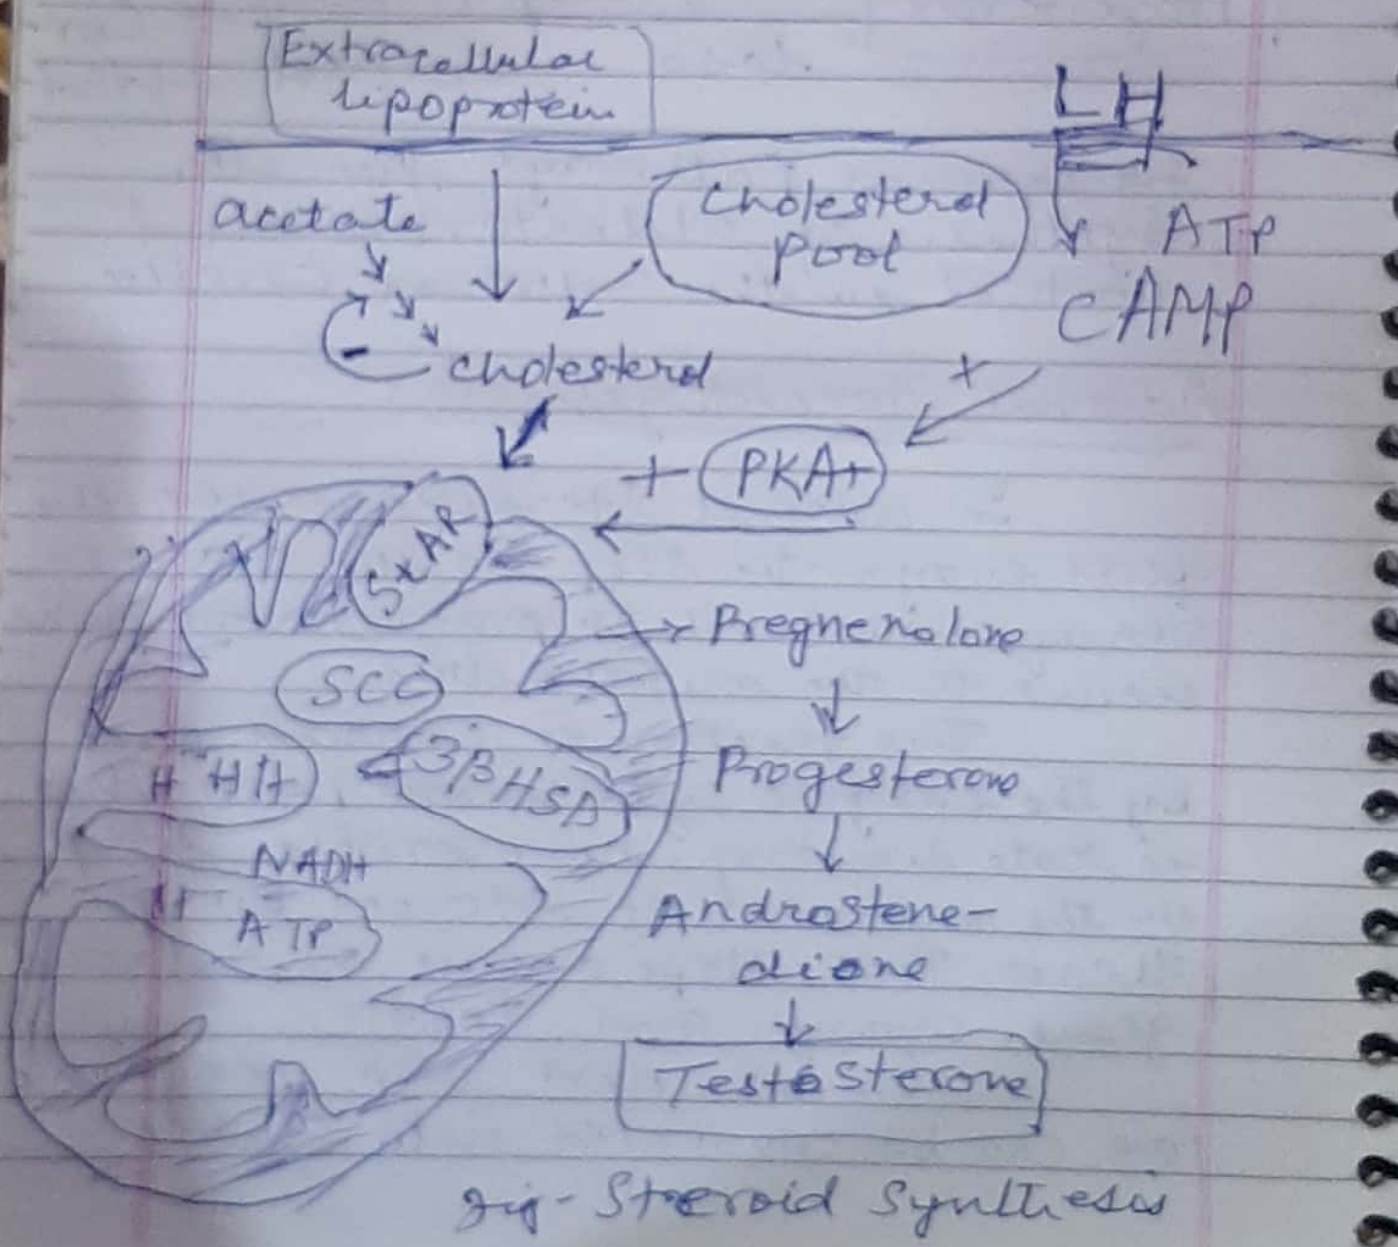 Extracellular
lipoprotein
LH
acetate
Cholesterol
pool
ATP
CAMP
-
cholesterol
+
+ PKA+
StAR
Pregnenolone
SCC
H+HH
3βHSD
Progesterone
NADH
ATP
Androstene-
dione
Testosterone
fig- Steroid Synthesis